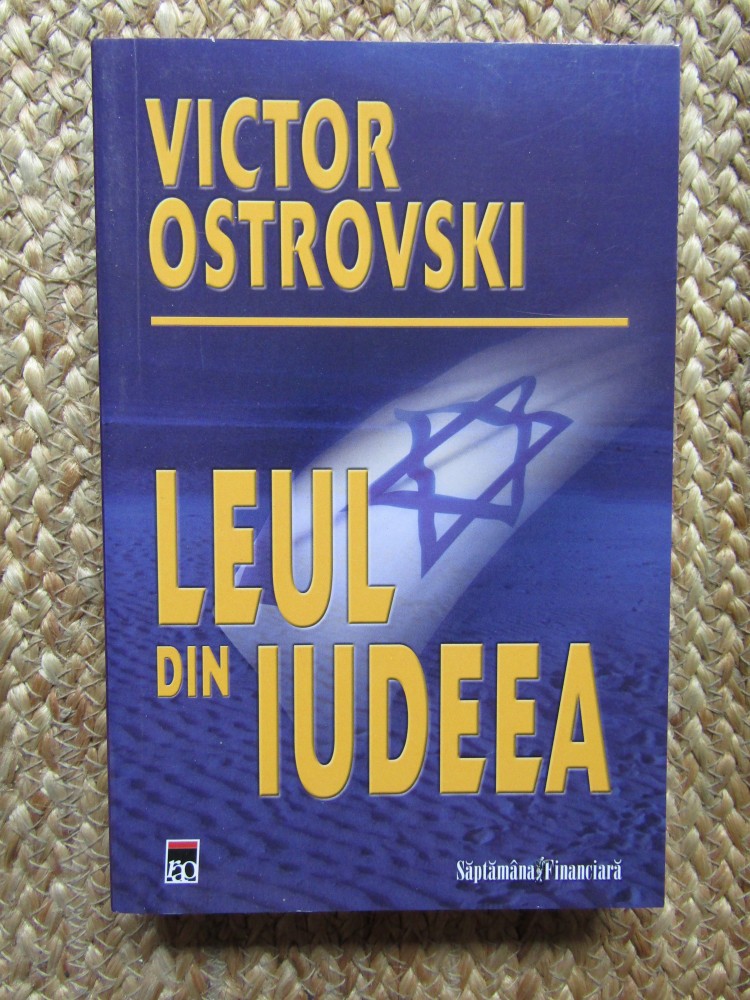 VICTOR
OSTROVSKI
LEUL
DIN IUDEEA
rao
Săptămâna Financiară